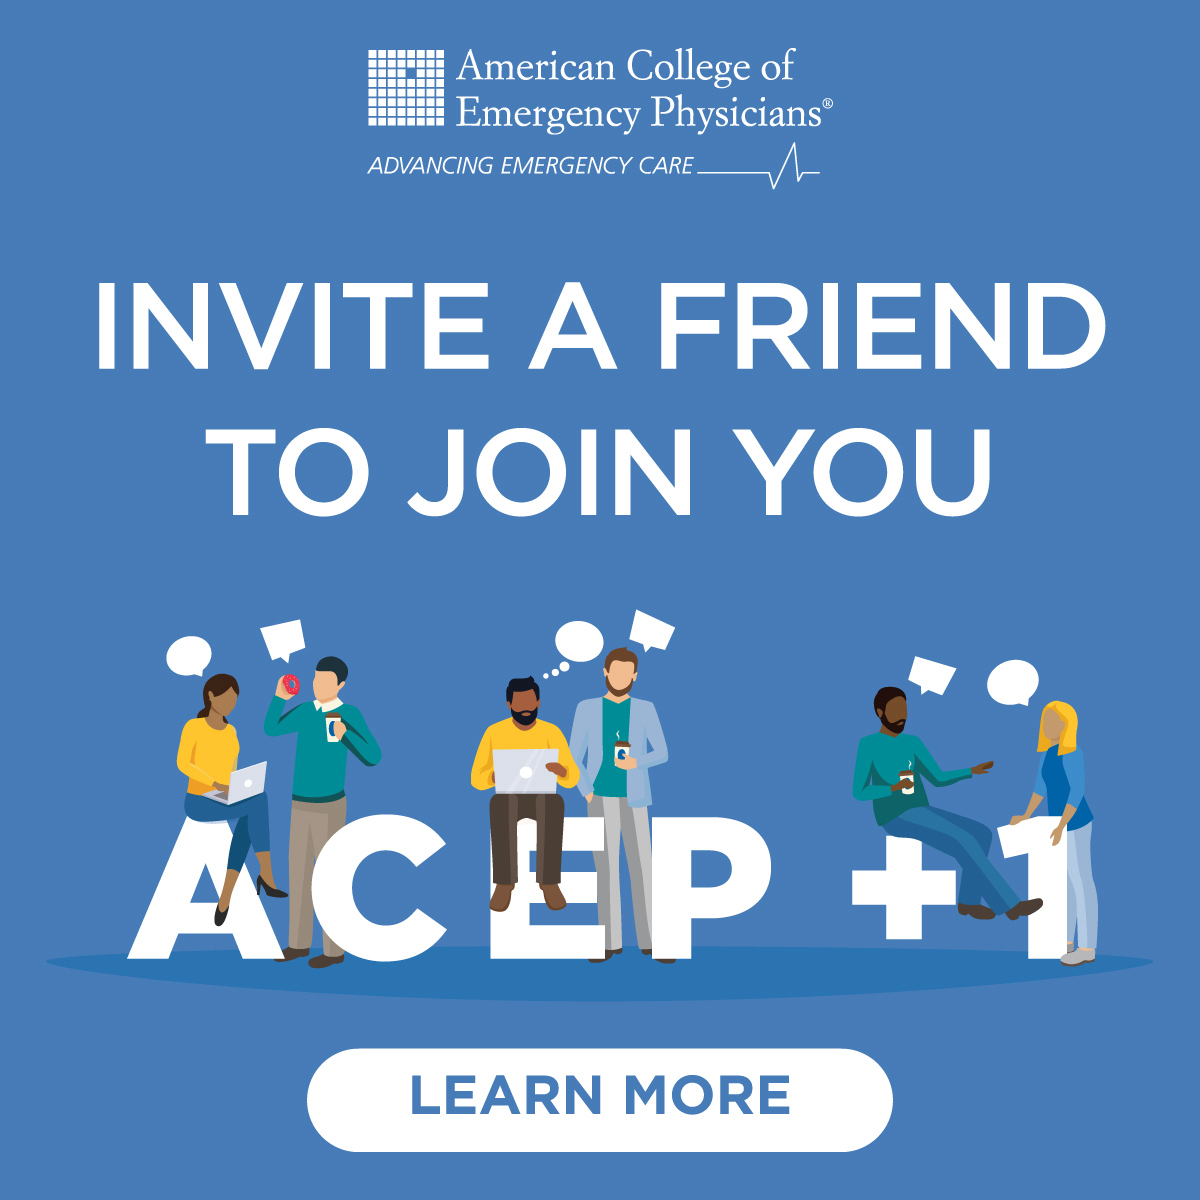 American College of
Emergency Physicians®
ADVANCING EMERGENCY CARE
INVITE A FRIEND
TO JOIN YOU
ACEP +1
LEARN MORE